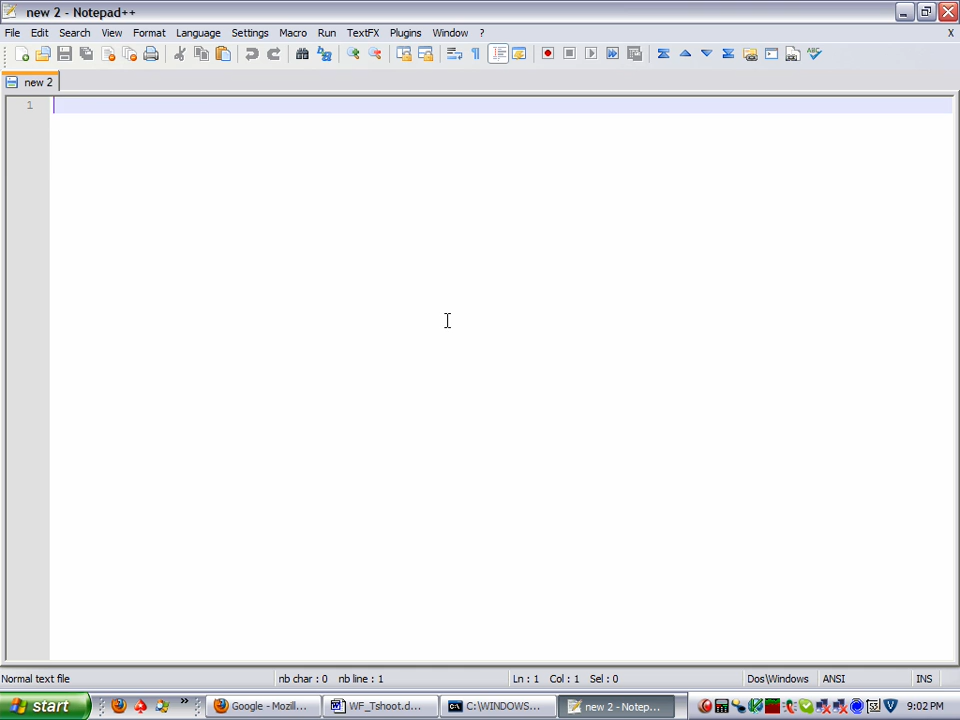 new 2 - Notepad++
File Edit Search View Format Language Settings Macro Run TextFX Plugins Window ? X
new 2
1
Normal text file nb char : 0 nb line : 1 Ln : 1 Col : 1 Sel : 0 Dos\Windows ANSI INS
start Google - Mozill... WF_Tshoot.d... C:\WINDOWS... new 2 - Notep... 9:02 PM